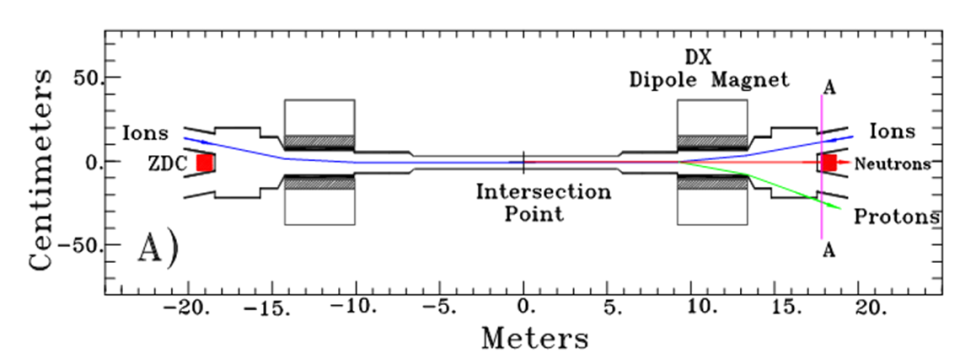 DX
Dipole Magnet
A
Ions
Ions
ZDC
Neutrons
Intersection
Point
Protons
A
A)
Centimeters
50.
0.
-50.
-20.
-15.
-10.
-5.
0.
5.
10.
15.
20.
Meters